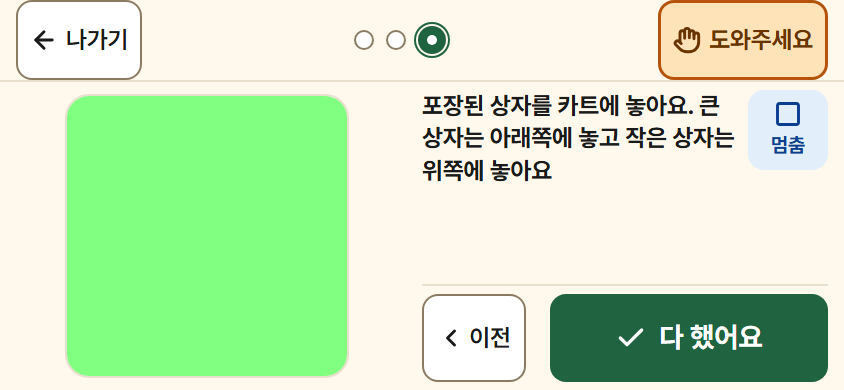 나가기
도와주세요
포장된 상자를 카트에 놓아요. 큰
상자는 아래쪽에 놓고 작은 상자는
위쪽에 놓아요
멈춤
이전
다 했어요